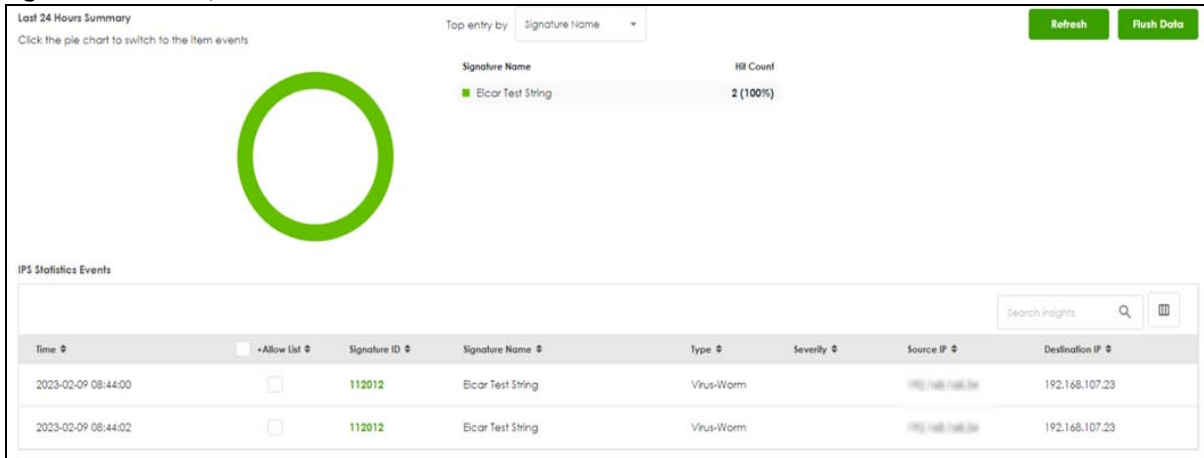 Last 24 Hours Summary
Click the pie chart to switch to the item events
Top entry by Signature Name
Refresh Flush Data
Signature Name Hit Count
Eicar Test String 2 (100%)
IPS Statistics Events
Search insights
Time +Allow List Signature ID Signature Name Type Severity Source IP Destination IP
2023-02-09 08:44:00 112012 Eicar Test String Virus-Worm 192.168.107.23
2023-02-09 08:44:02 112012 Eicar Test String Virus-Worm 192.168.107.23